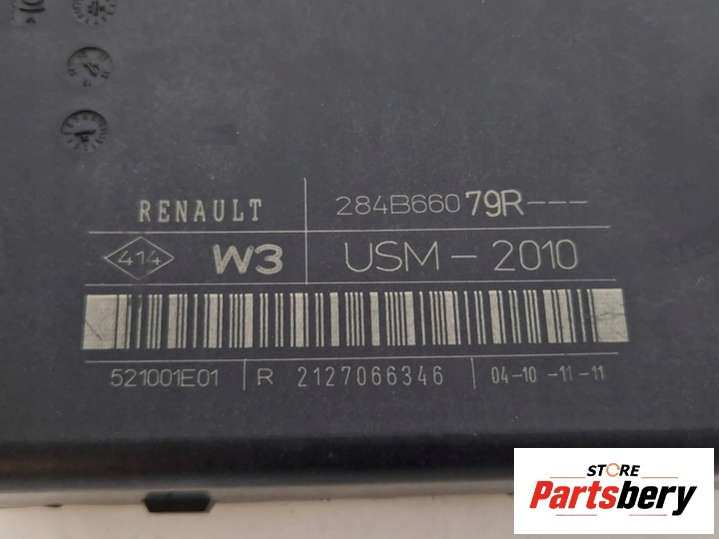 RENAULT 284B66079R---
414 W3 USM-2010
521001E01 R 2127066346 04-10-11-11
STORE
Partsbery